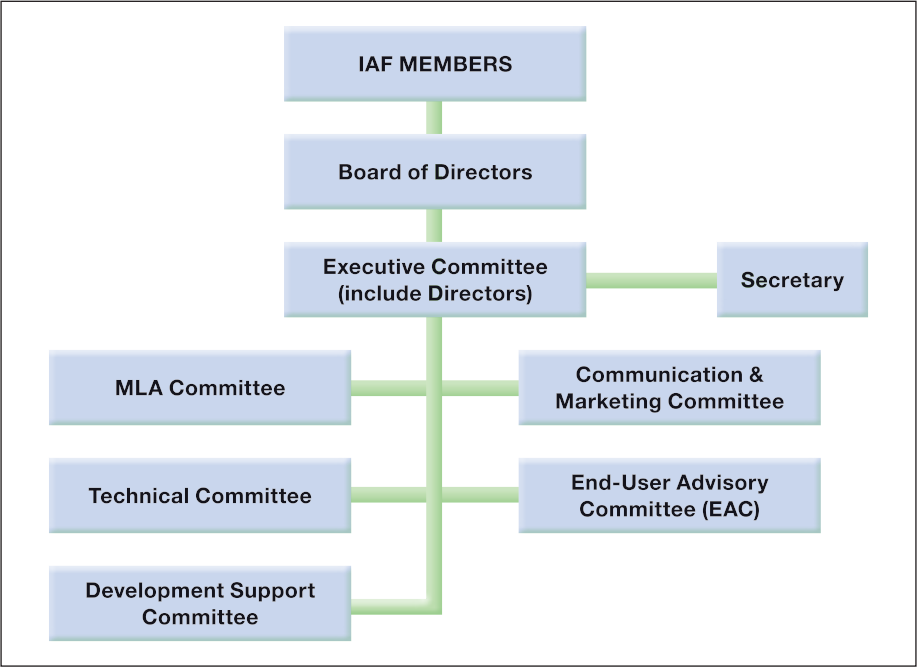 IAF MEMBERS
Board of Directors
Executive Committee
(include Directors)
Secretary
MLA Committee
Communication &
Marketing Committee
Technical Committee
End-User Advisory
Committee (EAC)
Development Support
Committee